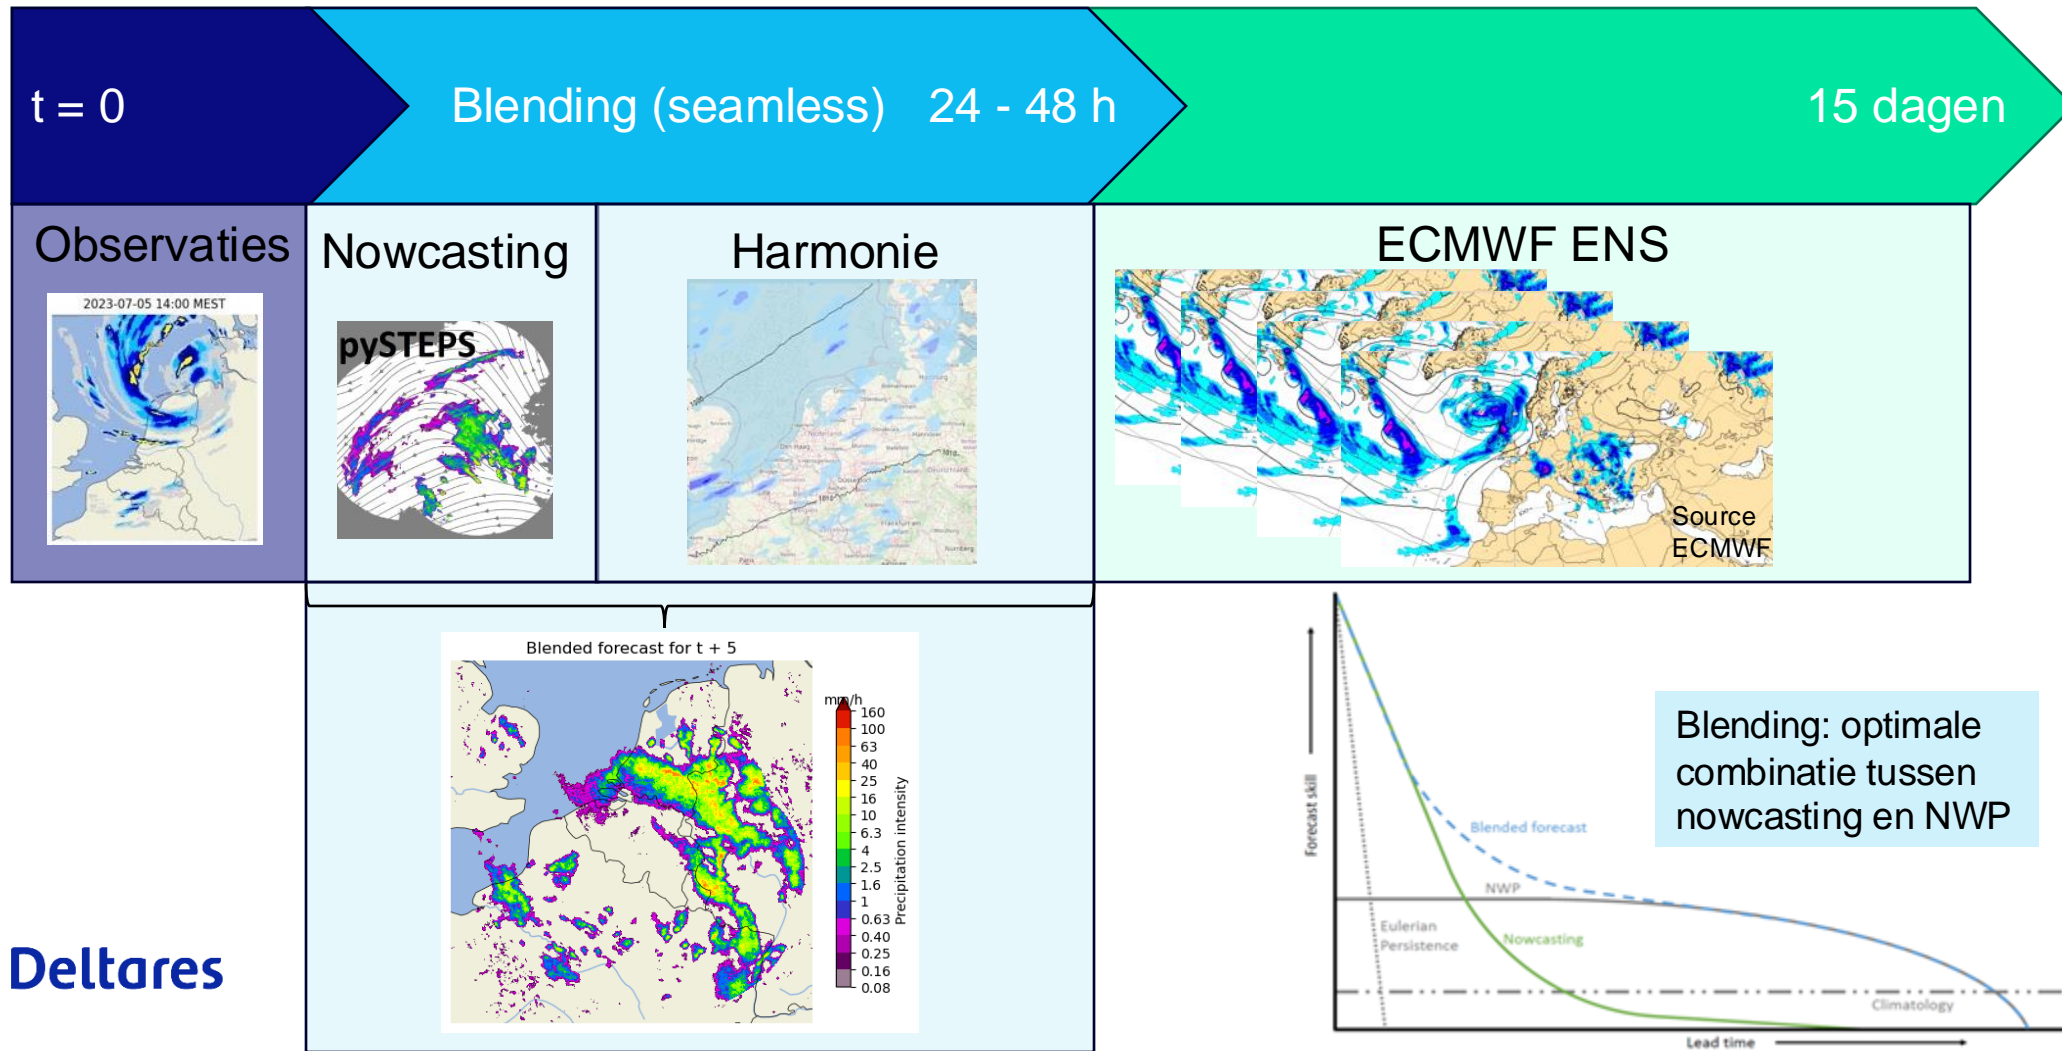 t = 0
Blending (seamless) 24 - 48 h
15 dagen
Observaties
Nowcasting
Harmonie
ECMWF ENS
2023-07-05 14:00 MEST
pySTEPS
Source
ECMWF
Blended forecast for t + 5
mm/h
160
100
63
40
25
16
10
6.3
4
2.5
1.6
1
0.63
0.40
0.25
0.16
0.08
Precipitation intensity
Forecast skill
Blended forecast
NWP
Eulerian
Persistence
Nowcasting
Climatology
Lead time
Blending: optimale
combinatie tussen
nowcasting en NWP
Deltares